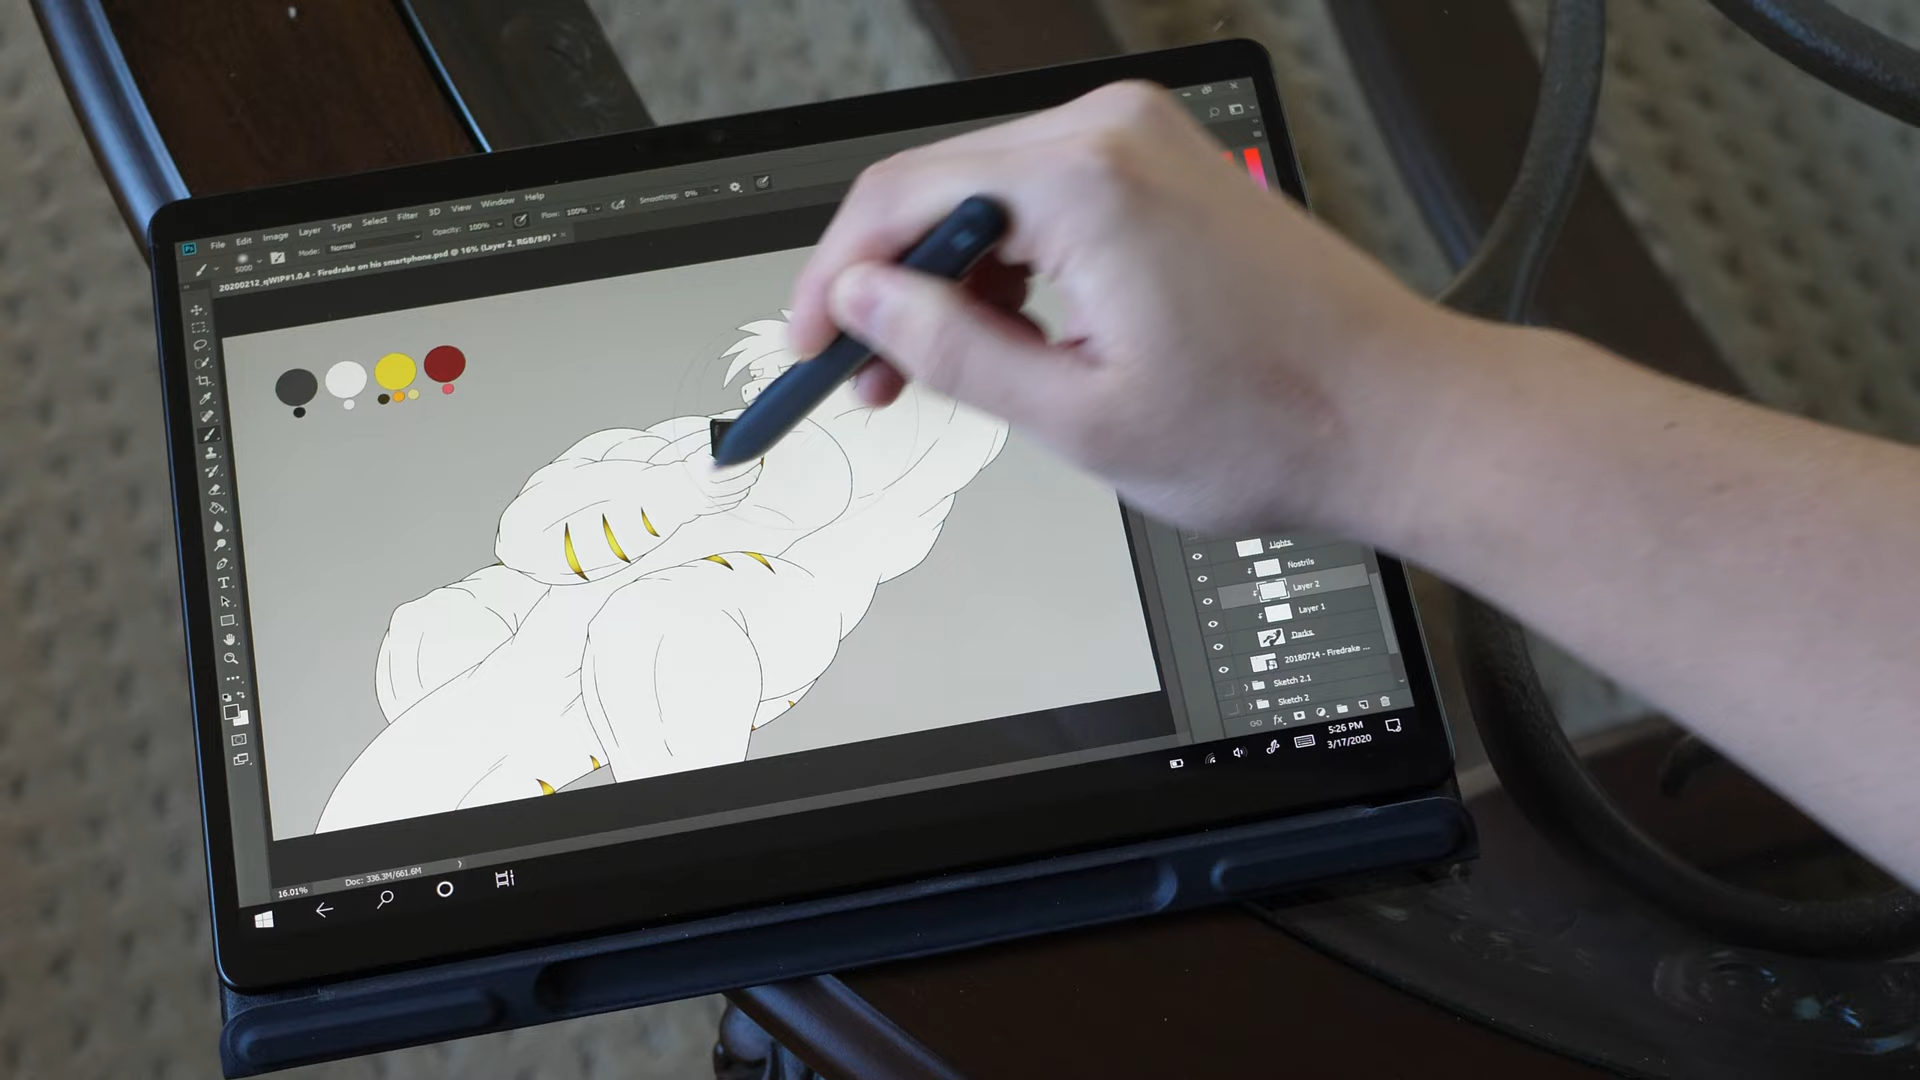 Ps File Edit Image Layer Type Select Filter 3D View Window Help
5000 Mode: Normal Opacity: 100% Flow: 100% Smoothing: 0%
20200212_qWIP#1.0.4 - Firedrake on his smartphone.psd @ 16% (Layer 2, RGB/8#) *
Lights
Nostrils
Layer 2
Layer 1
Darks
20180714 - Firedrake ...
Sketch 2.1
Sketch 2
fx
T
16.01% Doc: 336.3M/661.6M
5:26 PM
3/17/2020